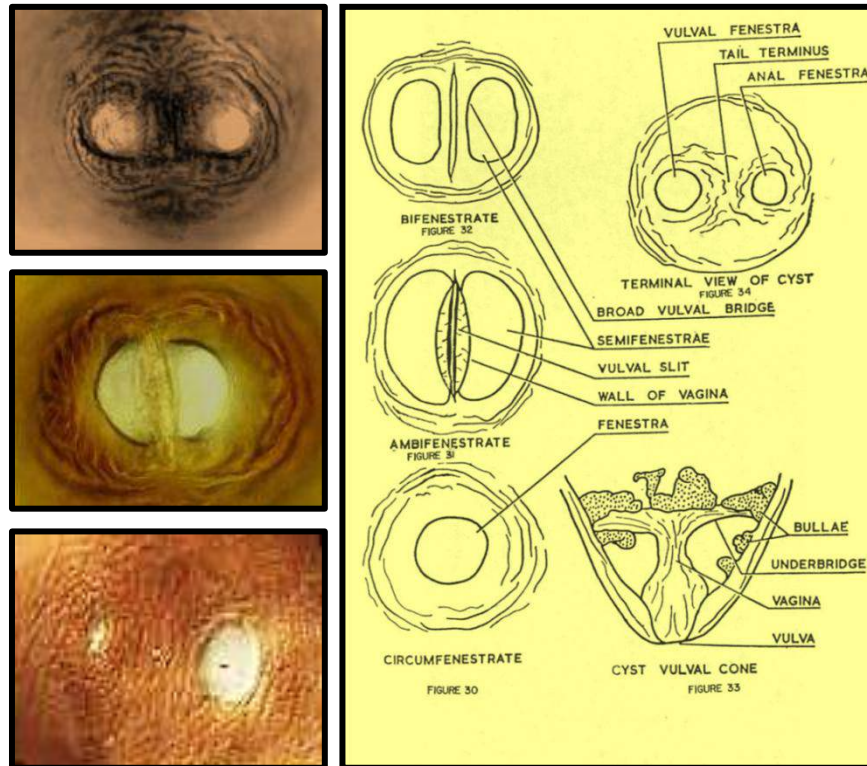 VULVAL FENESTRA
TAIL TERMINUS
ANAL FENESTRA
BIFENESTRATE
FIGURE 32
TERMINAL VIEW OF CYST
FIGURE 34
BROAD VULVAL BRIDGE
SEMIFENESTRAE
VULVAL SLIT
WALL OF VAGINA
AMBIFENESTRATE
FIGURE 31
FENESTRA
BULLAE
UNDERBRIDGE
VAGINA
VULVA
CIRCUMFENESTRATE
FIGURE 30
CYST VULVAL CONE
FIGURE 33